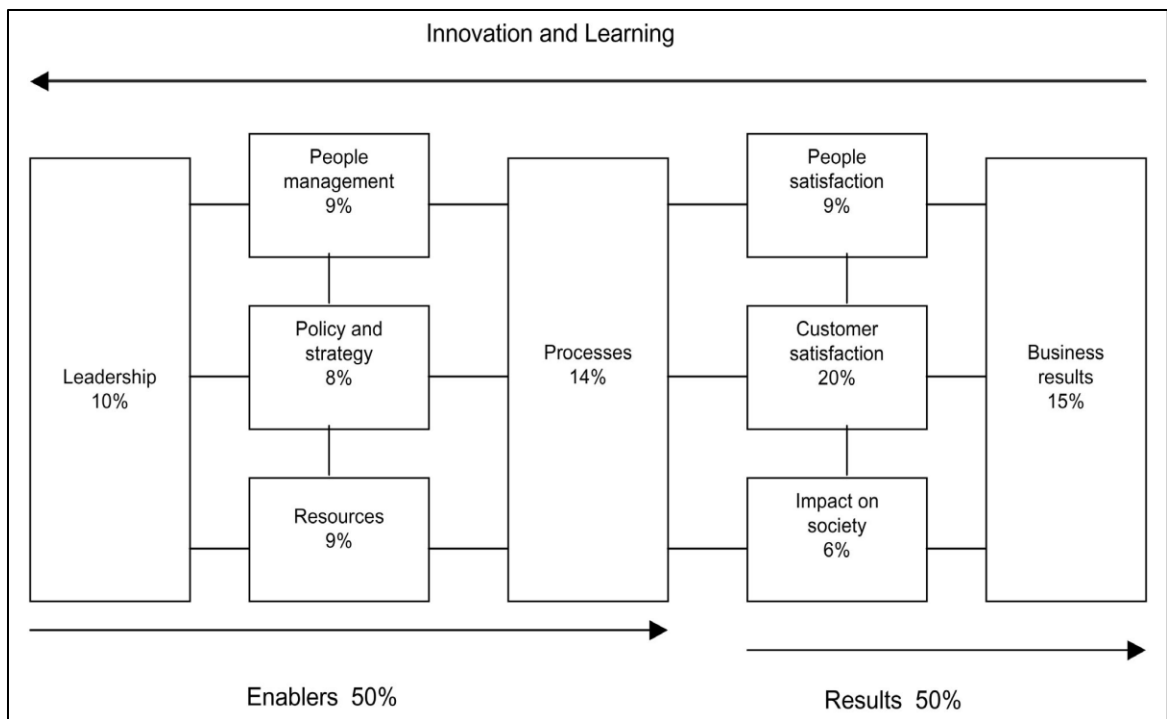 Innovation and Learning
Leadership
10%
People
management
9%
Policy and
strategy
8%
Resources
9%
Processes
14%
People
satisfaction
9%
Customer
satisfaction
20%
Impact on
society
6%
Business
results
15%
Enablers 50%
Results 50%